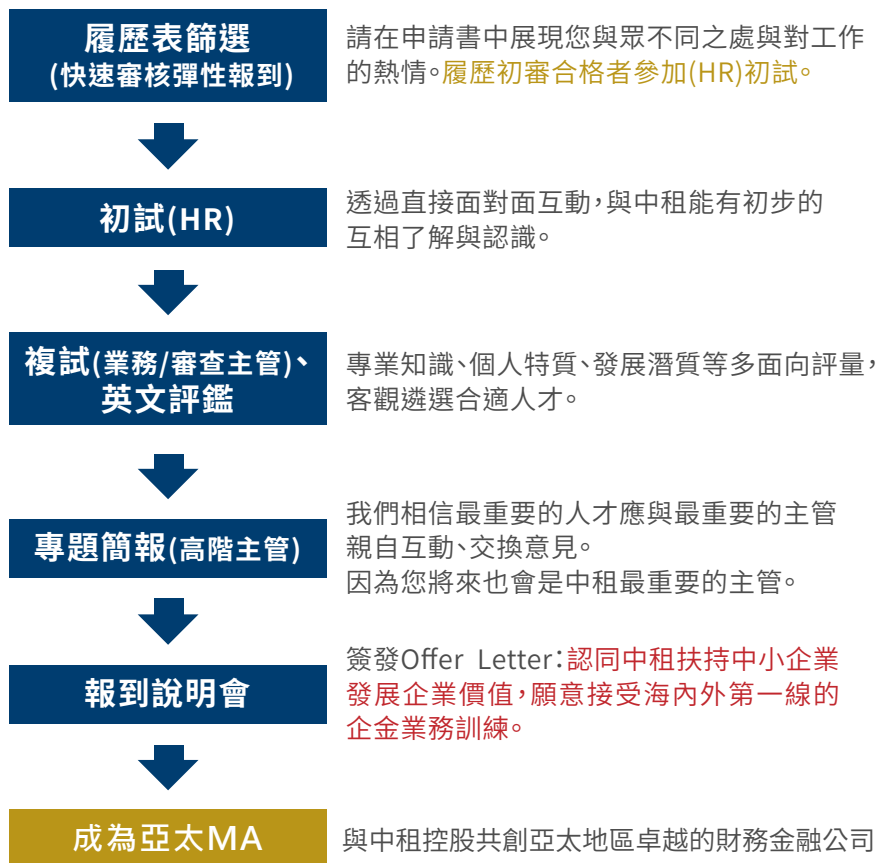 履歷表篩選
(快速審核彈性報到)
請在申請書中展現您與眾不同之處與對工作
的熱情。履歷初審合格者參加(HR)初試。
初試(HR)
透過直接面對面互動，與中租能有初步的
互相了解與認識。
複試(業務/審查主管)、
英文評鑑
專業知識、個人特質、發展潛質等多面向評量，
客觀遴選合適人才。
專題簡報(高階主管)
我們相信最重要的人才應與最重要的主管
親自互動、交換意見。
因為您將來也會是中租最重要的主管。
報到說明會
簽發Offer Letter：認同中租扶持中小企業
發展企業價值，願意接受海內外第一線的
企金業務訓練。
成為亞太MA
與中租控股共創亞太地區卓越的財務金融公司